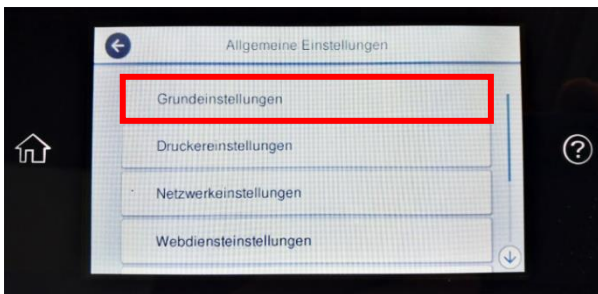 Allgemeine Einstellungen
Grundeinstellungen
Druckereinstellungen
Netzwerkeinstellungen
Webdiensteinstellungen
?